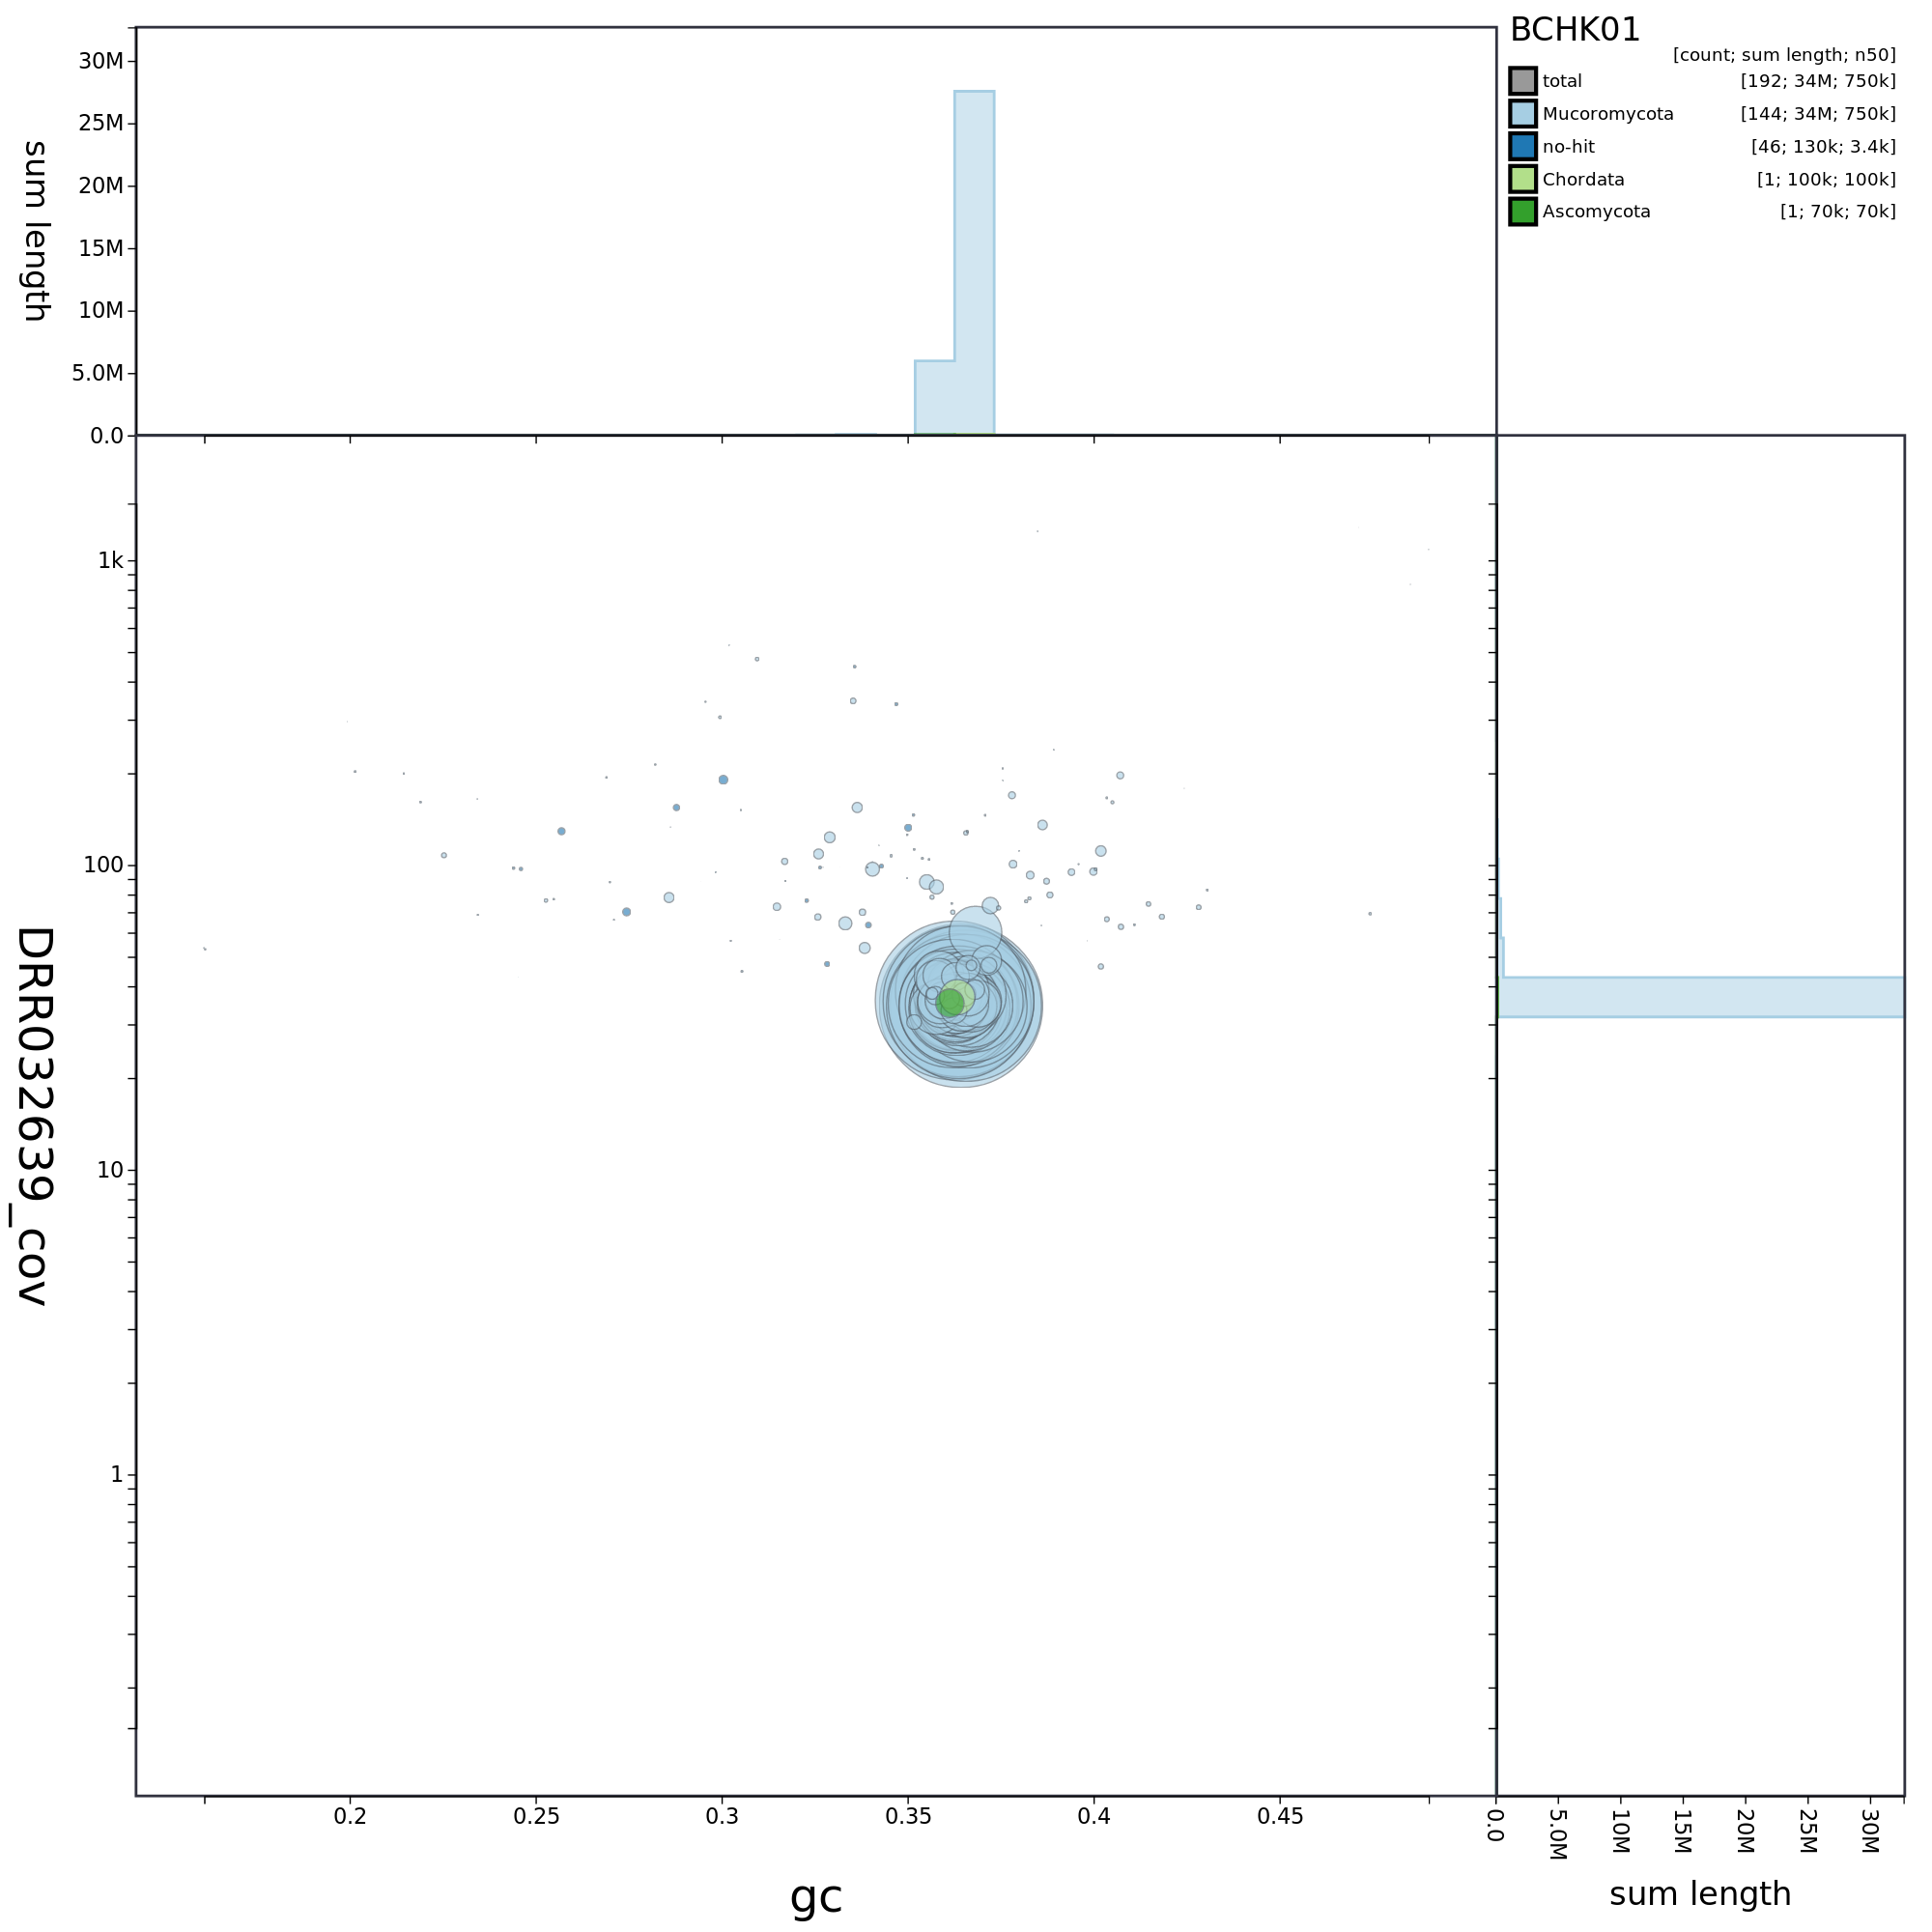 BCHK01
[count; sum length; n50]
total [192; 34M; 750k]
Mucoromycota [144; 34M; 750k]
no-hit [46; 130k; 3.4k]
Chordata [1; 100k; 100k]
Ascomycota [1; 70k; 70k]
sum length
30M
25M
20M
15M
10M
5.0M
0.0
DRR032639_cov
1k
100
10
1
0.2 0.25 0.3 0.35 0.4 0.45
gc
0.0 5.0M 10M 15M 20M 25M 30M
sum length